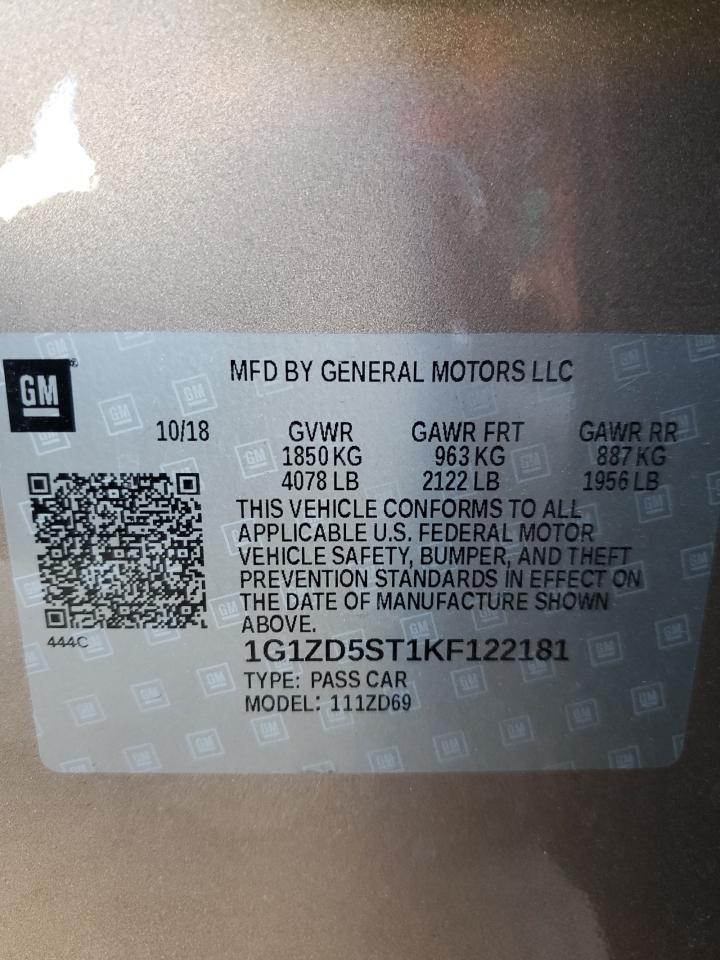 GM
MFD BY GENERAL MOTORS LLC
10/18 GVWR GAWR FRT GAWR RR
1850 KG 963 KG 887 KG
4078 LB 2122 LB 1956 LB
THIS VEHICLE CONFORMS TO ALL
APPLICABLE U.S. FEDERAL MOTOR
VEHICLE SAFETY, BUMPER, AND THEFT
PREVENTION STANDARDS IN EFFECT ON
THE DATE OF MANUFACTURE SHOWN
ABOVE.
444C
1G1ZD5ST1KF122181
TYPE: PASS CAR
MODEL: 111ZD69